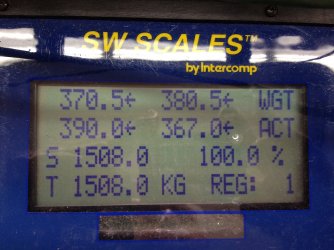 SW SCALES™
by Intercomp
370.5← 380.5← WGT
390.0← 367.0← ACT
S 1508.0 100.0 %
T 1508.0 KG REG: 1